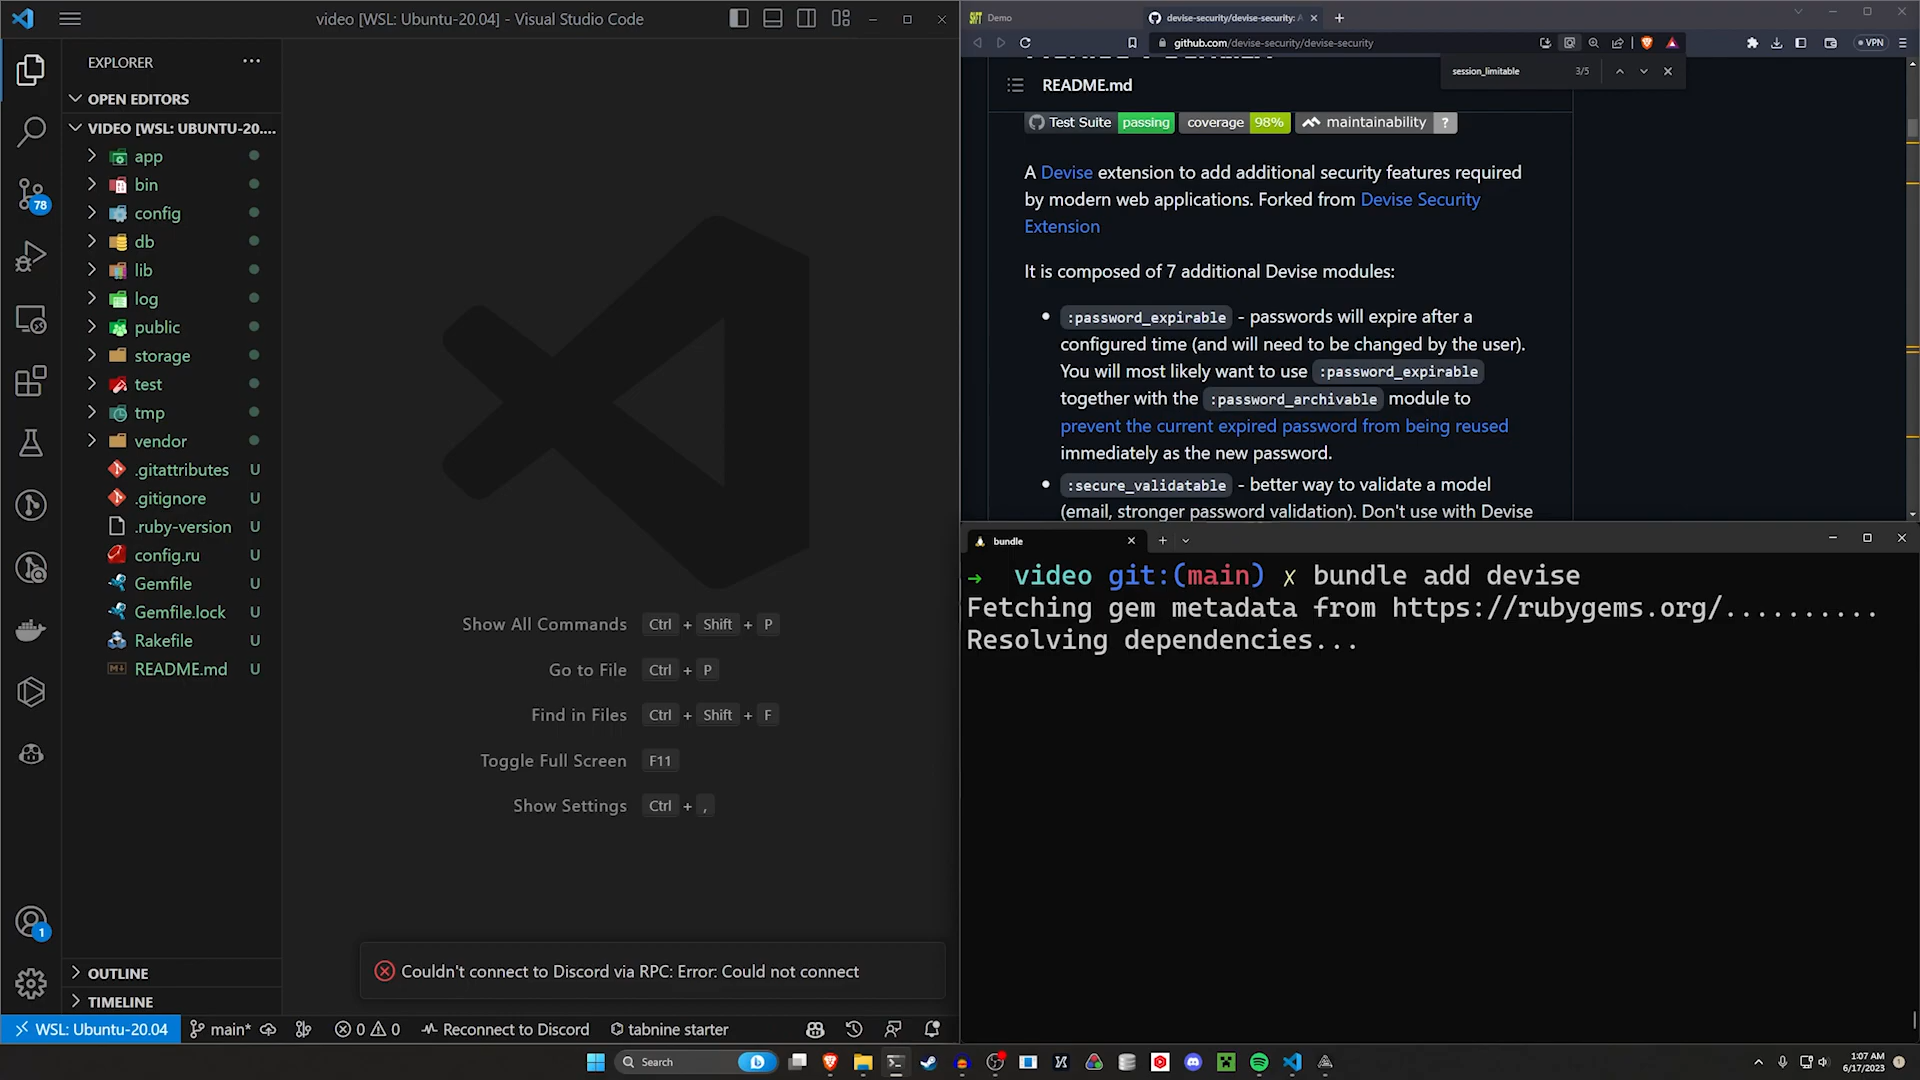 video [WSL: Ubuntu-20.04] - Visual Studio Code
EXPLORER
OPEN EDITORS
VIDEO [WSL: UBUNTU-20....
app
bin
config
db
lib
log
public
storage
test
tmp
vendor
.gitattributes U
.gitignore U
.ruby-version U
config.ru U
Gemfile U
Gemfile.lock U
Rakefile U
README.md U
78
1
OUTLINE
TIMELINE
Show All Commands Ctrl + Shift + P
Go to File Ctrl + P
Find in Files Ctrl + Shift + F
Toggle Full Screen F11
Show Settings Ctrl + ,
Couldn't connect to Discord via RPC: Error: Could not connect
WSL: Ubuntu-20.04 main* 0 0 Reconnect to Discord tabnine starter
Demo
devise-security/devise-security: A
github.com/devise-security/devise-security
VPN
session_limitable 3/5
README.md
Test Suite passing coverage 98% maintainability ?
A Devise extension to add additional security features required
by modern web applications. Forked from Devise Security
Extension
It is composed of 7 additional Devise modules:
:password_expirable - passwords will expire after a
configured time (and will need to be changed by the user).
You will most likely want to use :password_expirable
together with the :password_archivable module to
prevent the current expired password from being reused
immediately as the new password.
:secure_validatable - better way to validate a model
(email, stronger password validation). Don't use with Devise
bundle
→ video git:(main) x bundle add devise
Fetching gem metadata from https://rubygems.org/..........
Resolving dependencies...
Search
1:07 AM
6/17/2023